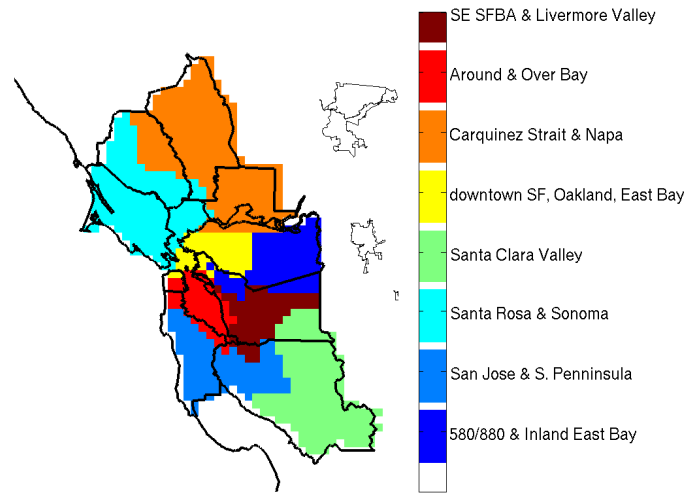 SE SFBA & Livermore Valley
Around & Over Bay
Carquinez Strait & Napa
downtown SF, Oakland, East Bay
Santa Clara Valley
Santa Rosa & Sonoma
San Jose & S. Penninsula
580/880 & Inland East Bay